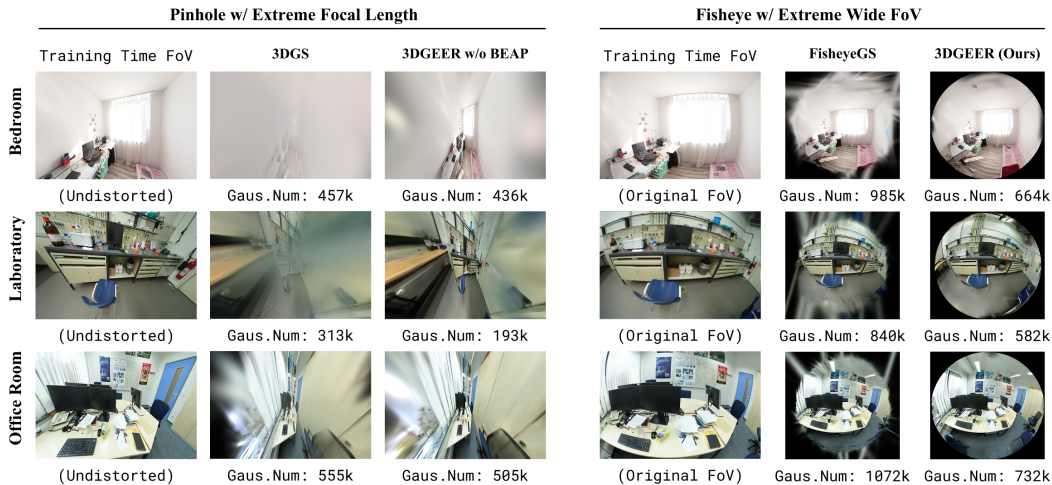 Pinhole w/ Extreme Focal Length
Fisheye w/ Extreme Wide FoV
Training Time FoV
3DGS
3DGEER w/o BEAP
Training Time FoV
FisheyeGS
3DGEER (Ours)
Bedroom
(Undistorted)
Gaus.Num: 457k
Gaus.Num: 436k
(Original FoV)
Gaus.Num: 985k
Gaus.Num: 664k
Laboratory
(Undistorted)
Gaus.Num: 313k
Gaus.Num: 193k
(Original FoV)
Gaus.Num: 840k
Gaus.Num: 582k
Office Room
(Undistorted)
Gaus.Num: 555k
Gaus.Num: 505k
(Original FoV)
Gaus.Num: 1072k
Gaus.Num: 732k